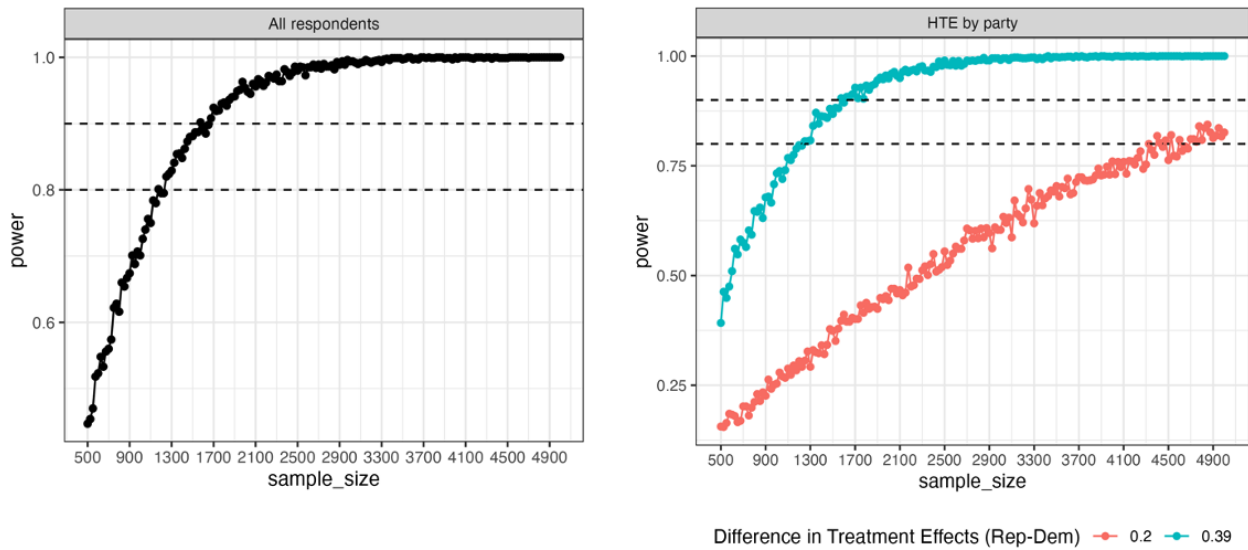 All respondents
1.0
0.8
0.6
power
500 900 1300 1700 2100 2500 2900 3300 3700 4100 4500 4900
sample_size
HTE by party
1.00
0.75
0.50
0.25
power
500 900 1300 1700 2100 2500 2900 3300 3700 4100 4500 4900
sample_size
Difference in Treatment Effects (Rep-Dem) 0.2 0.39